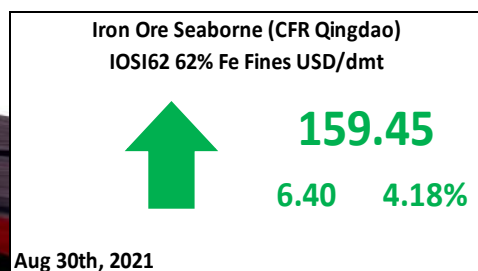 Iron Ore Seaborne (CFR Qingdao)
IOSI62 62% Fe Fines USD/dmt
159.45
6.40 4.18%
Aug 30th, 2021